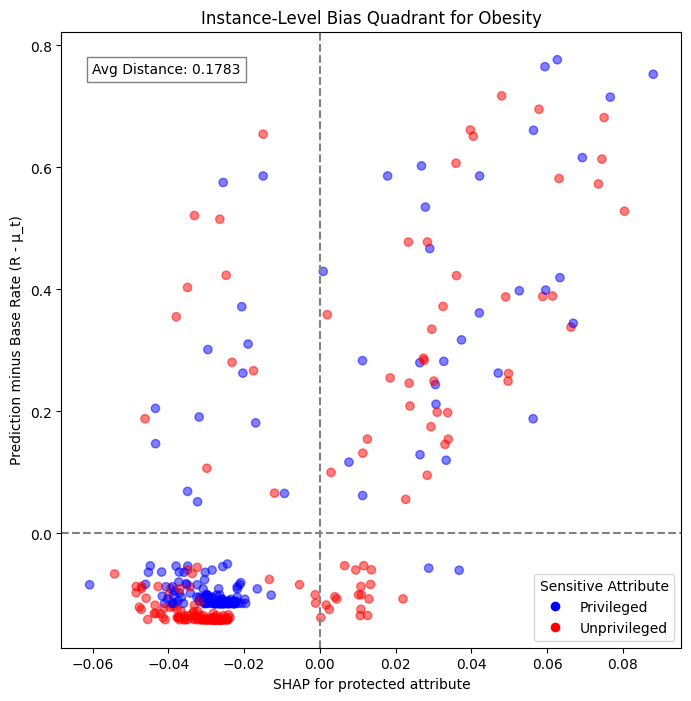 Instance-Level Bias Quadrant for Obesity
Avg Distance: 0.1783
Prediction minus Base Rate (R - μ_t)
0.8
0.6
0.4
0.2
0.0
Sensitive Attribute
Privileged
Unprivileged
−0.06 −0.04 −0.02 0.00 0.02 0.04 0.06 0.08
SHAP for protected attribute